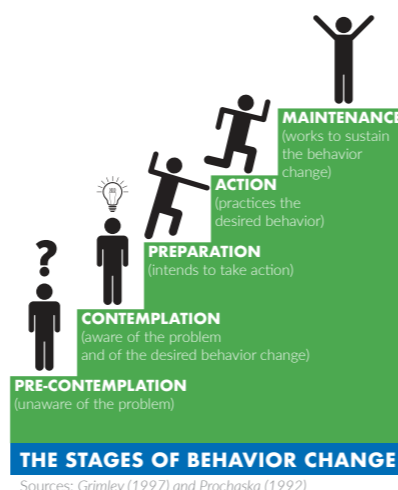 MAINTENANCE
(works to sustain
the behavior
change)
ACTION
(practices the
desired behavior)
PREPARATION
(intends to take action)
?
CONTEMPLATION
(aware of the problem
and of the desired behavior change)
PRE-CONTEMPLATION
(unaware of the problem)
THE STAGES OF BEHAVIOR CHANGE
Sources: Grimley (1997) and Prochaska (1992)